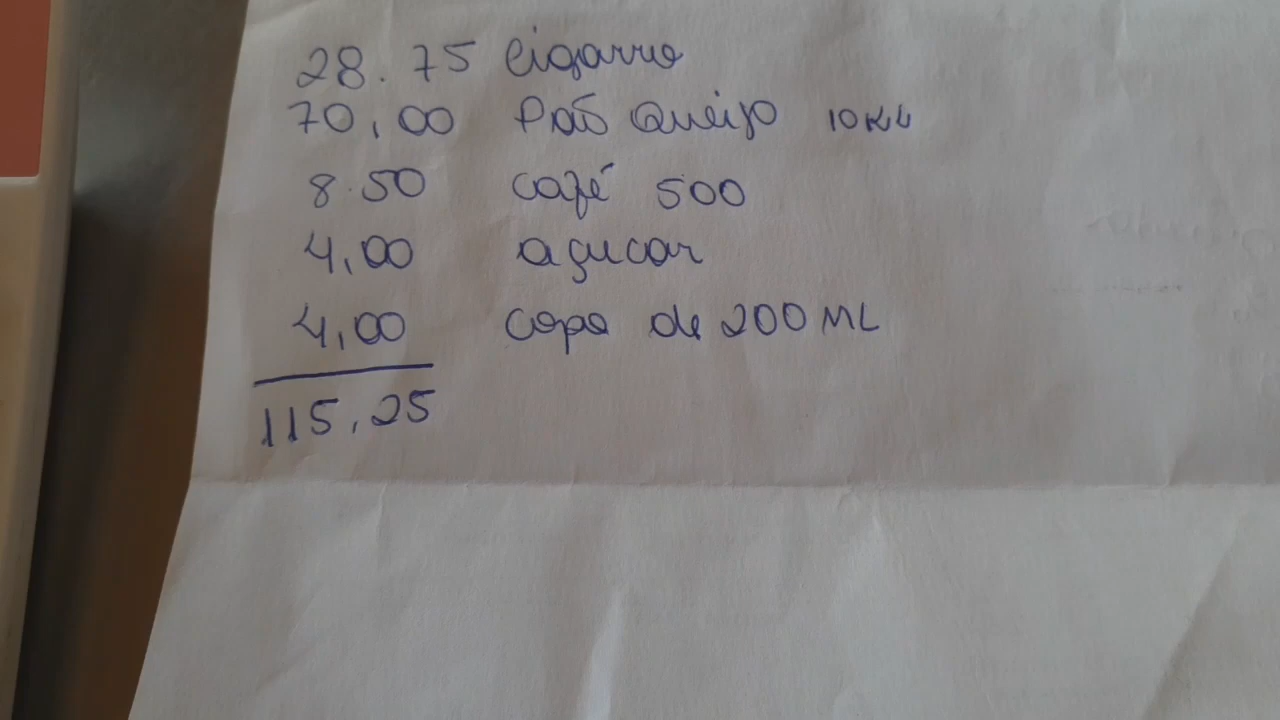 28.75 Cigarro
70,00 Pão Queijo 10KL
8.50 café 500
4,00 açucar
4,00 Copo de 200 ML
115,25